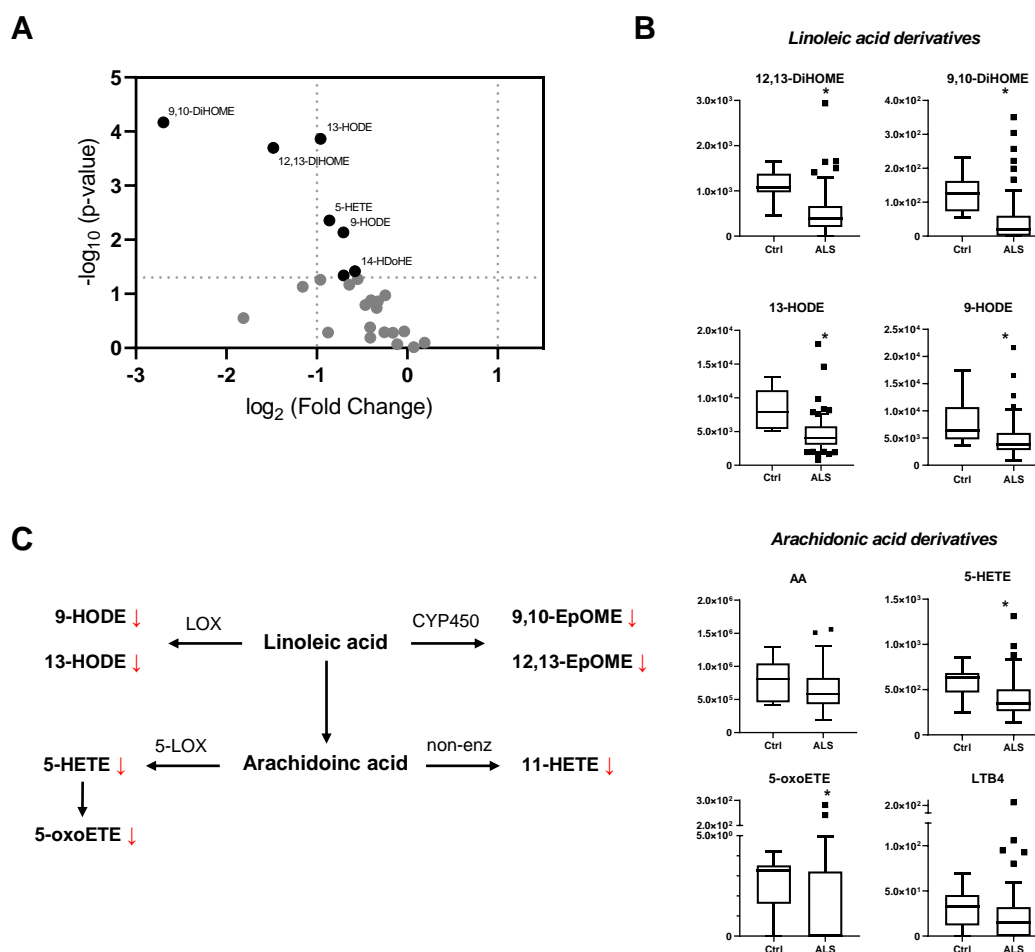 A
5
4
3
2
1
0
-3
-2
-1
0
1
-log10 (p-value)
log2 (Fold Change)
9,10-DiHOME
13-HODE
12,13-DiHOME
5-HETE
9-HODE
14-HDoHE
B
Linoleic acid derivatives
12,13-DiHOME
3.0×10³
2.0×10³
1.0×10³
0
*
Ctrl
ALS
9,10-DiHOME
4.0×10²
3.0×10²
2.0×10²
1.0×10²
0
*
Ctrl
ALS
13-HODE
2.0×10⁴
1.5×10⁴
1.0×10⁴
5.0×10³
0
*
Ctrl
ALS
9-HODE
2.5×10⁴
2.0×10⁴
1.5×10⁴
1.0×10⁴
5.0×10³
0
*
Ctrl
ALS
Arachidonic acid derivatives
AA
2.0×10⁶
1.5×10⁶
1.0×10⁶
5.0×10⁵
0
Ctrl
ALS
5-HETE
1.5×10³
1.0×10³
5.0×10²
0
*
Ctrl
ALS
5-oxoETE
3.0×10²
2.0×10²
5.0×10⁰
0
*
Ctrl
ALS
LTB4
2.0×10²
1.0×10²
5.0×10¹
0
Ctrl
ALS
C
9-HODE ↓
LOX
Linoleic acid
CYP450
9,10-EpOME ↓
13-HODE ↓
12,13-EpOME ↓
5-HETE ↓
5-LOX
Arachidoinc acid
non-enz
11-HETE ↓
5-oxoETE ↓